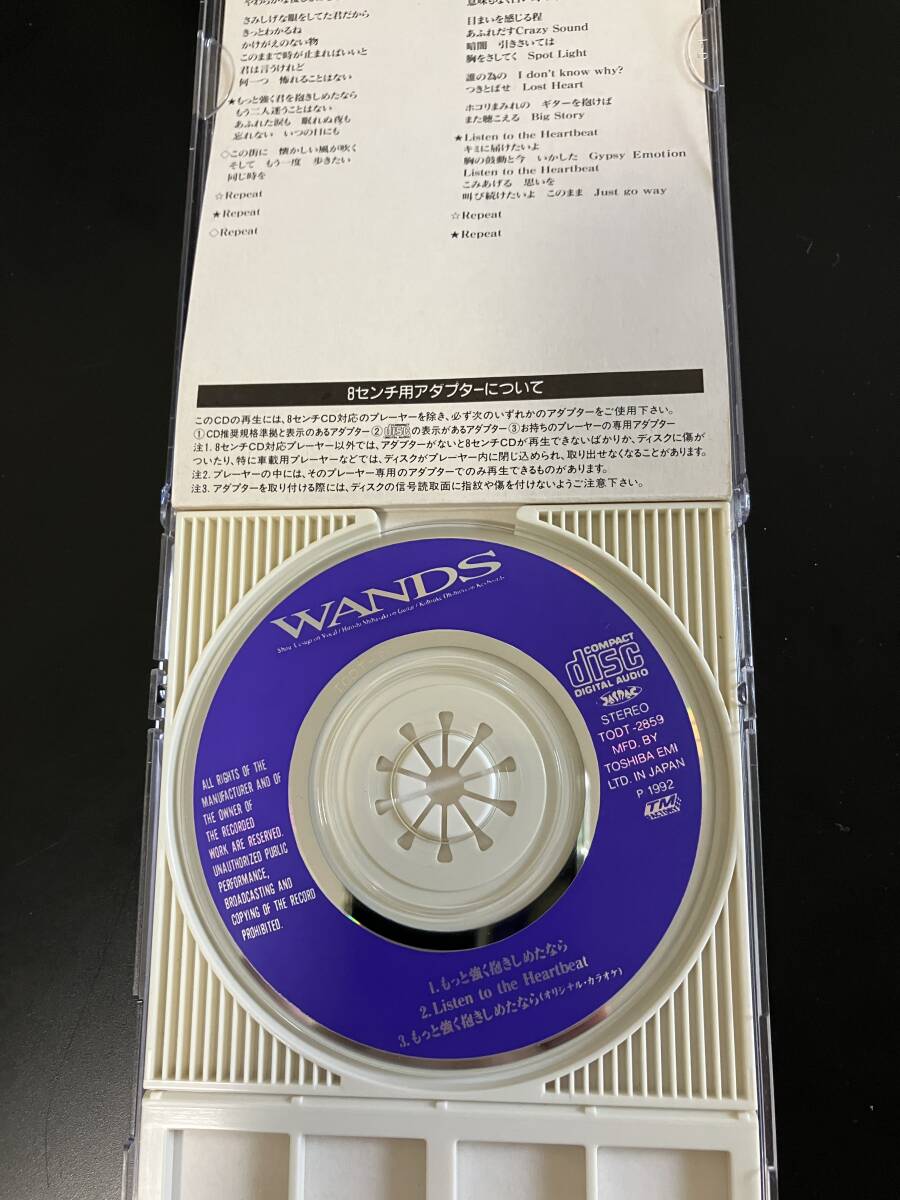 さみしげな眼をしてた君だから
きっとわかるね
かけがえのない物
このままで時が止まればいいと
君は言うけれど
何一つ 怖れることはない
★もっと強く君を抱きしめたなら
もう二人迷うことはない
あふれた涙も 眠れぬ夜も
忘れない いつの日にも
◇この街に 懐かしい風が吹く
そして もう一度 歩きたい
同じ時を
☆Repeat
★Repeat
◇Repeat
目まいを感じる程
あふれだすCrazy Sound
暗闇 引きさいては
胸をさしてく Spot Light
誰の為の I don't know why?
つきとばせ Lost Heart
ホコリまみれの ギターを抱けば
また聴こえる Big Story
★Listen to the Heartbeat
キミに届けたいよ
胸の鼓動と今 いかした Gypsy Emotion
Listen to the Heartbeat
こみあげる 思いを
叫び続けたいよ このまま Just go way
☆Repeat
★Repeat
8センチ用アダプターについて
このCDの再生には、8センチCD対応のプレーヤーを除き、必ず次のいずれかのアダプターをご使用下さい。
①CD推奨規格準拠と表示のあるアダプター②discの表示があるアダプター③お持ちのプレーヤーの専用アダプター
注1. 8センチCD対応プレーヤー以外では、アダプターがないと8センチCDが再生できないばかりか、ディスクに傷が
ついたり、特に車載用プレーヤーなどでは、ディスクがプレーヤー内に閉じ込められ、取り出せなくなることがあります。
注2. プレーヤーの中には、そのプレーヤー専用のアダプターでのみ再生できるものがあります。
注3. アダプターを取り付ける際には、ディスクの信号読取面に指紋や傷を付けないようご注意下さい。
WANDS
Show Uesugi on Vocal / Hiroshi Shibasaki on Guitar / Kohsuke Ohshima on Keyboards
COMPACT
disc
DIGITAL AUDIO
STEREO
TODT-2859
MFD. BY
TOSHIBA EMI
LTD. IN JAPAN
P 1992
TM
ALL RIGHTS OF THE
MANUFACTURER AND OF
THE OWNER OF
THE RECORDED
WORK ARE RESERVED.
UNAUTHORIZED PUBLIC
PERFORMANCE,
BROADCASTING AND
COPYING OF THE RECORD
PROHIBITED.
1. もっと強く抱きしめたなら
2. Listen to the Heartbeat
3. もっと強く抱きしめたなら(オリジナル・カラオケ)